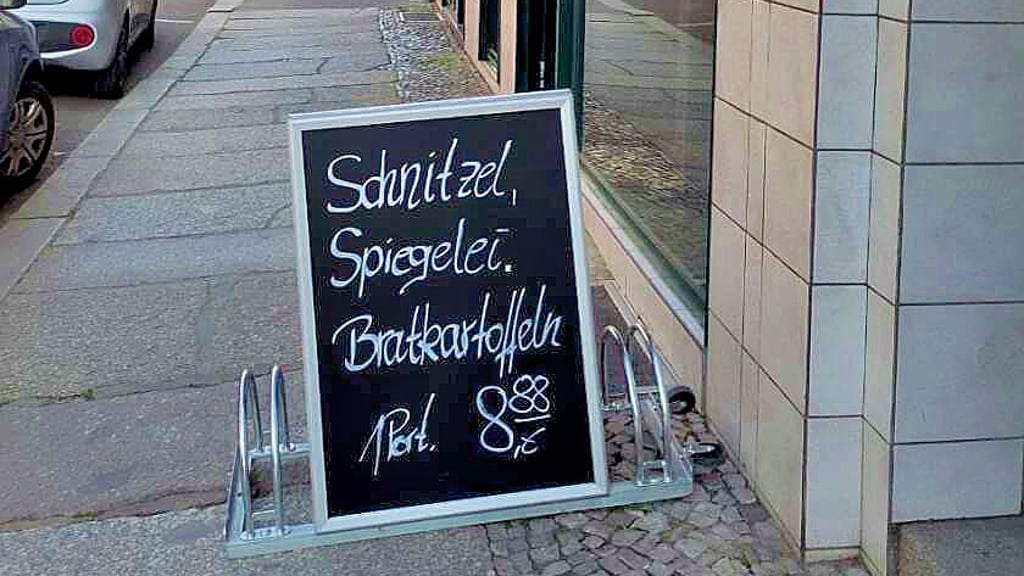 Schnitzel,
Spiegelei.
Bratkartoffeln
1 Port. 8,88 €